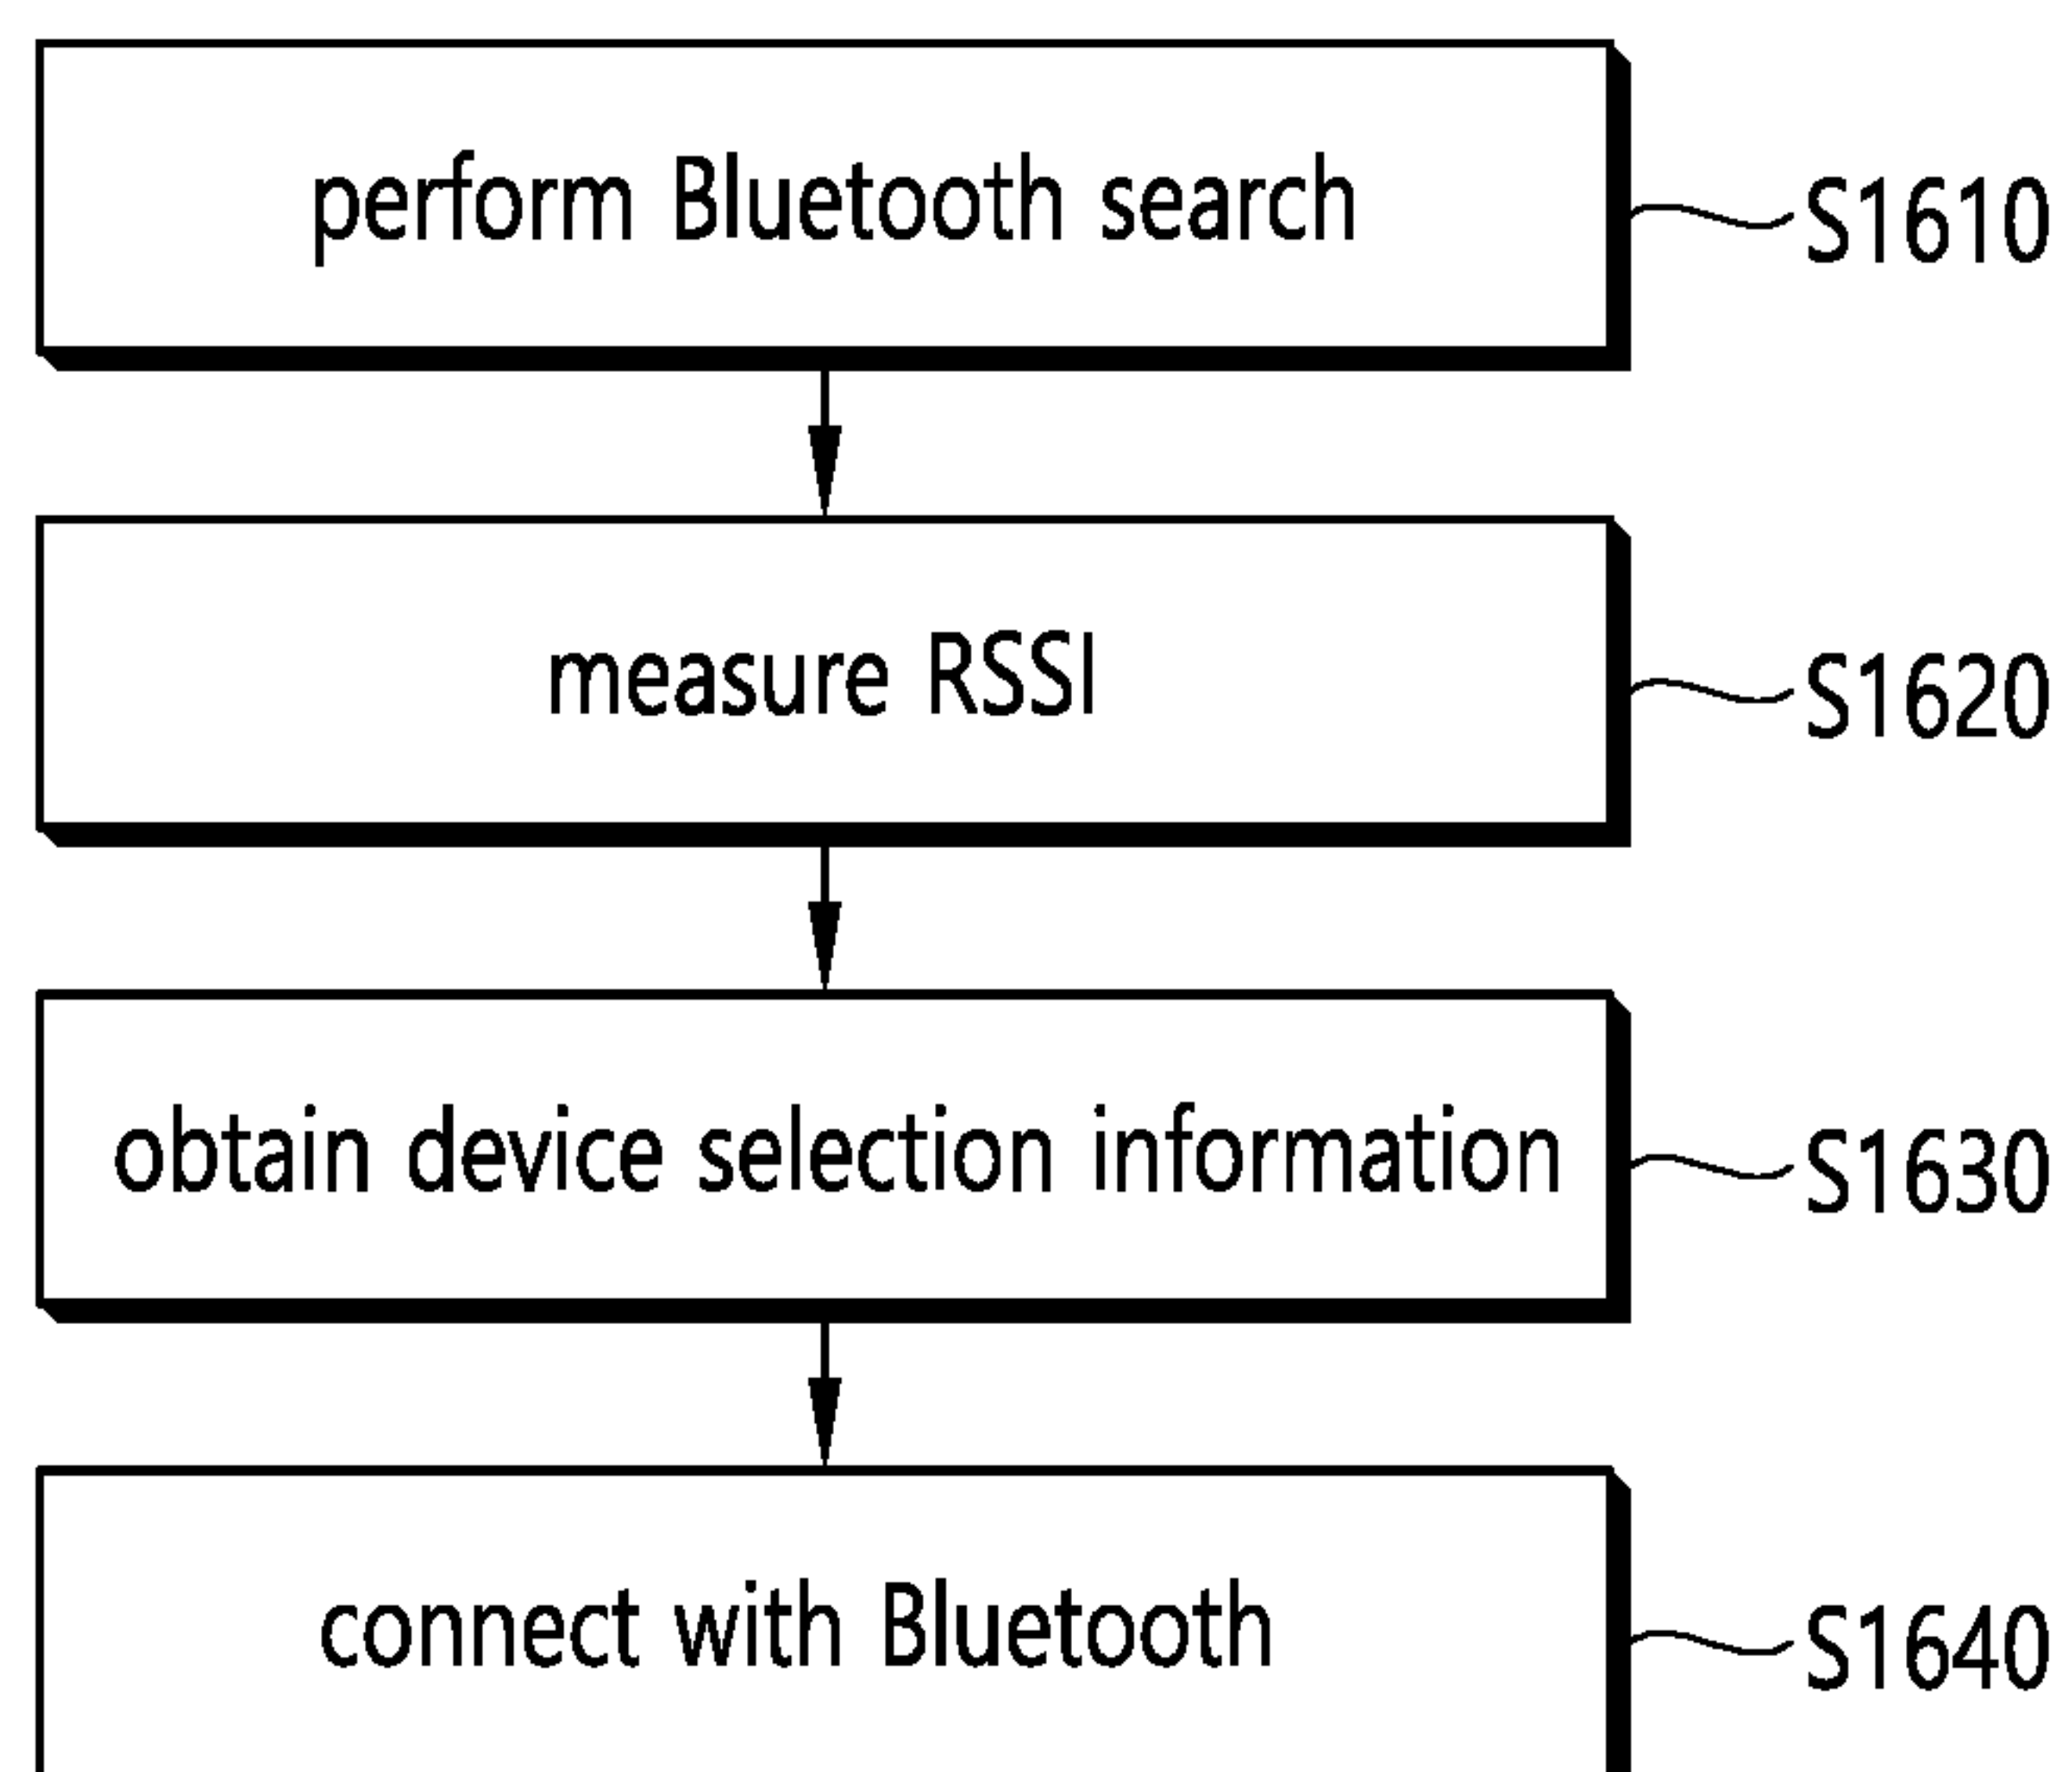 perform Bluetooth search
S1610
measure RSSI
S1620
obtain device selection information
S1630
connect with Bluetooth
S1640